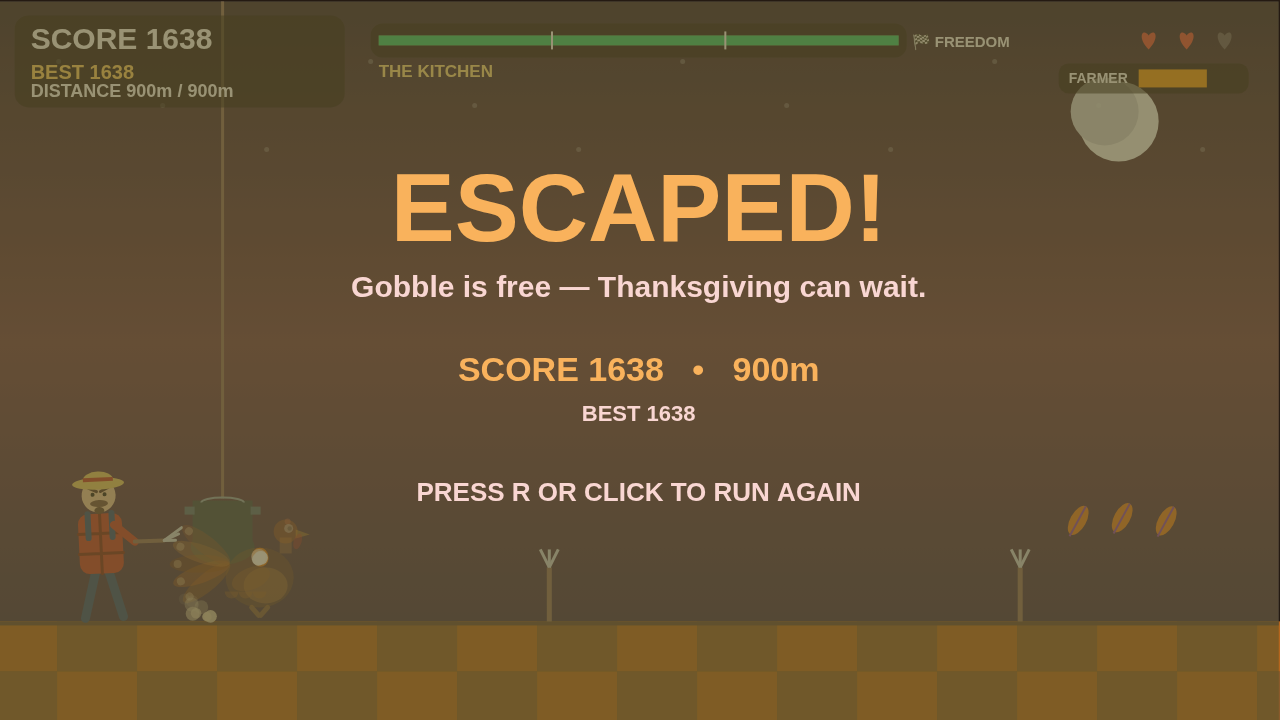 SCORE 1638
BEST 1638
DISTANCE 900m / 900m
THE KITCHEN
FREEDOM
FARMER
ESCAPED!
Gobble is free — Thanksgiving can wait.
SCORE 1638 • 900m
BEST 1638
PRESS R OR CLICK TO RUN AGAIN